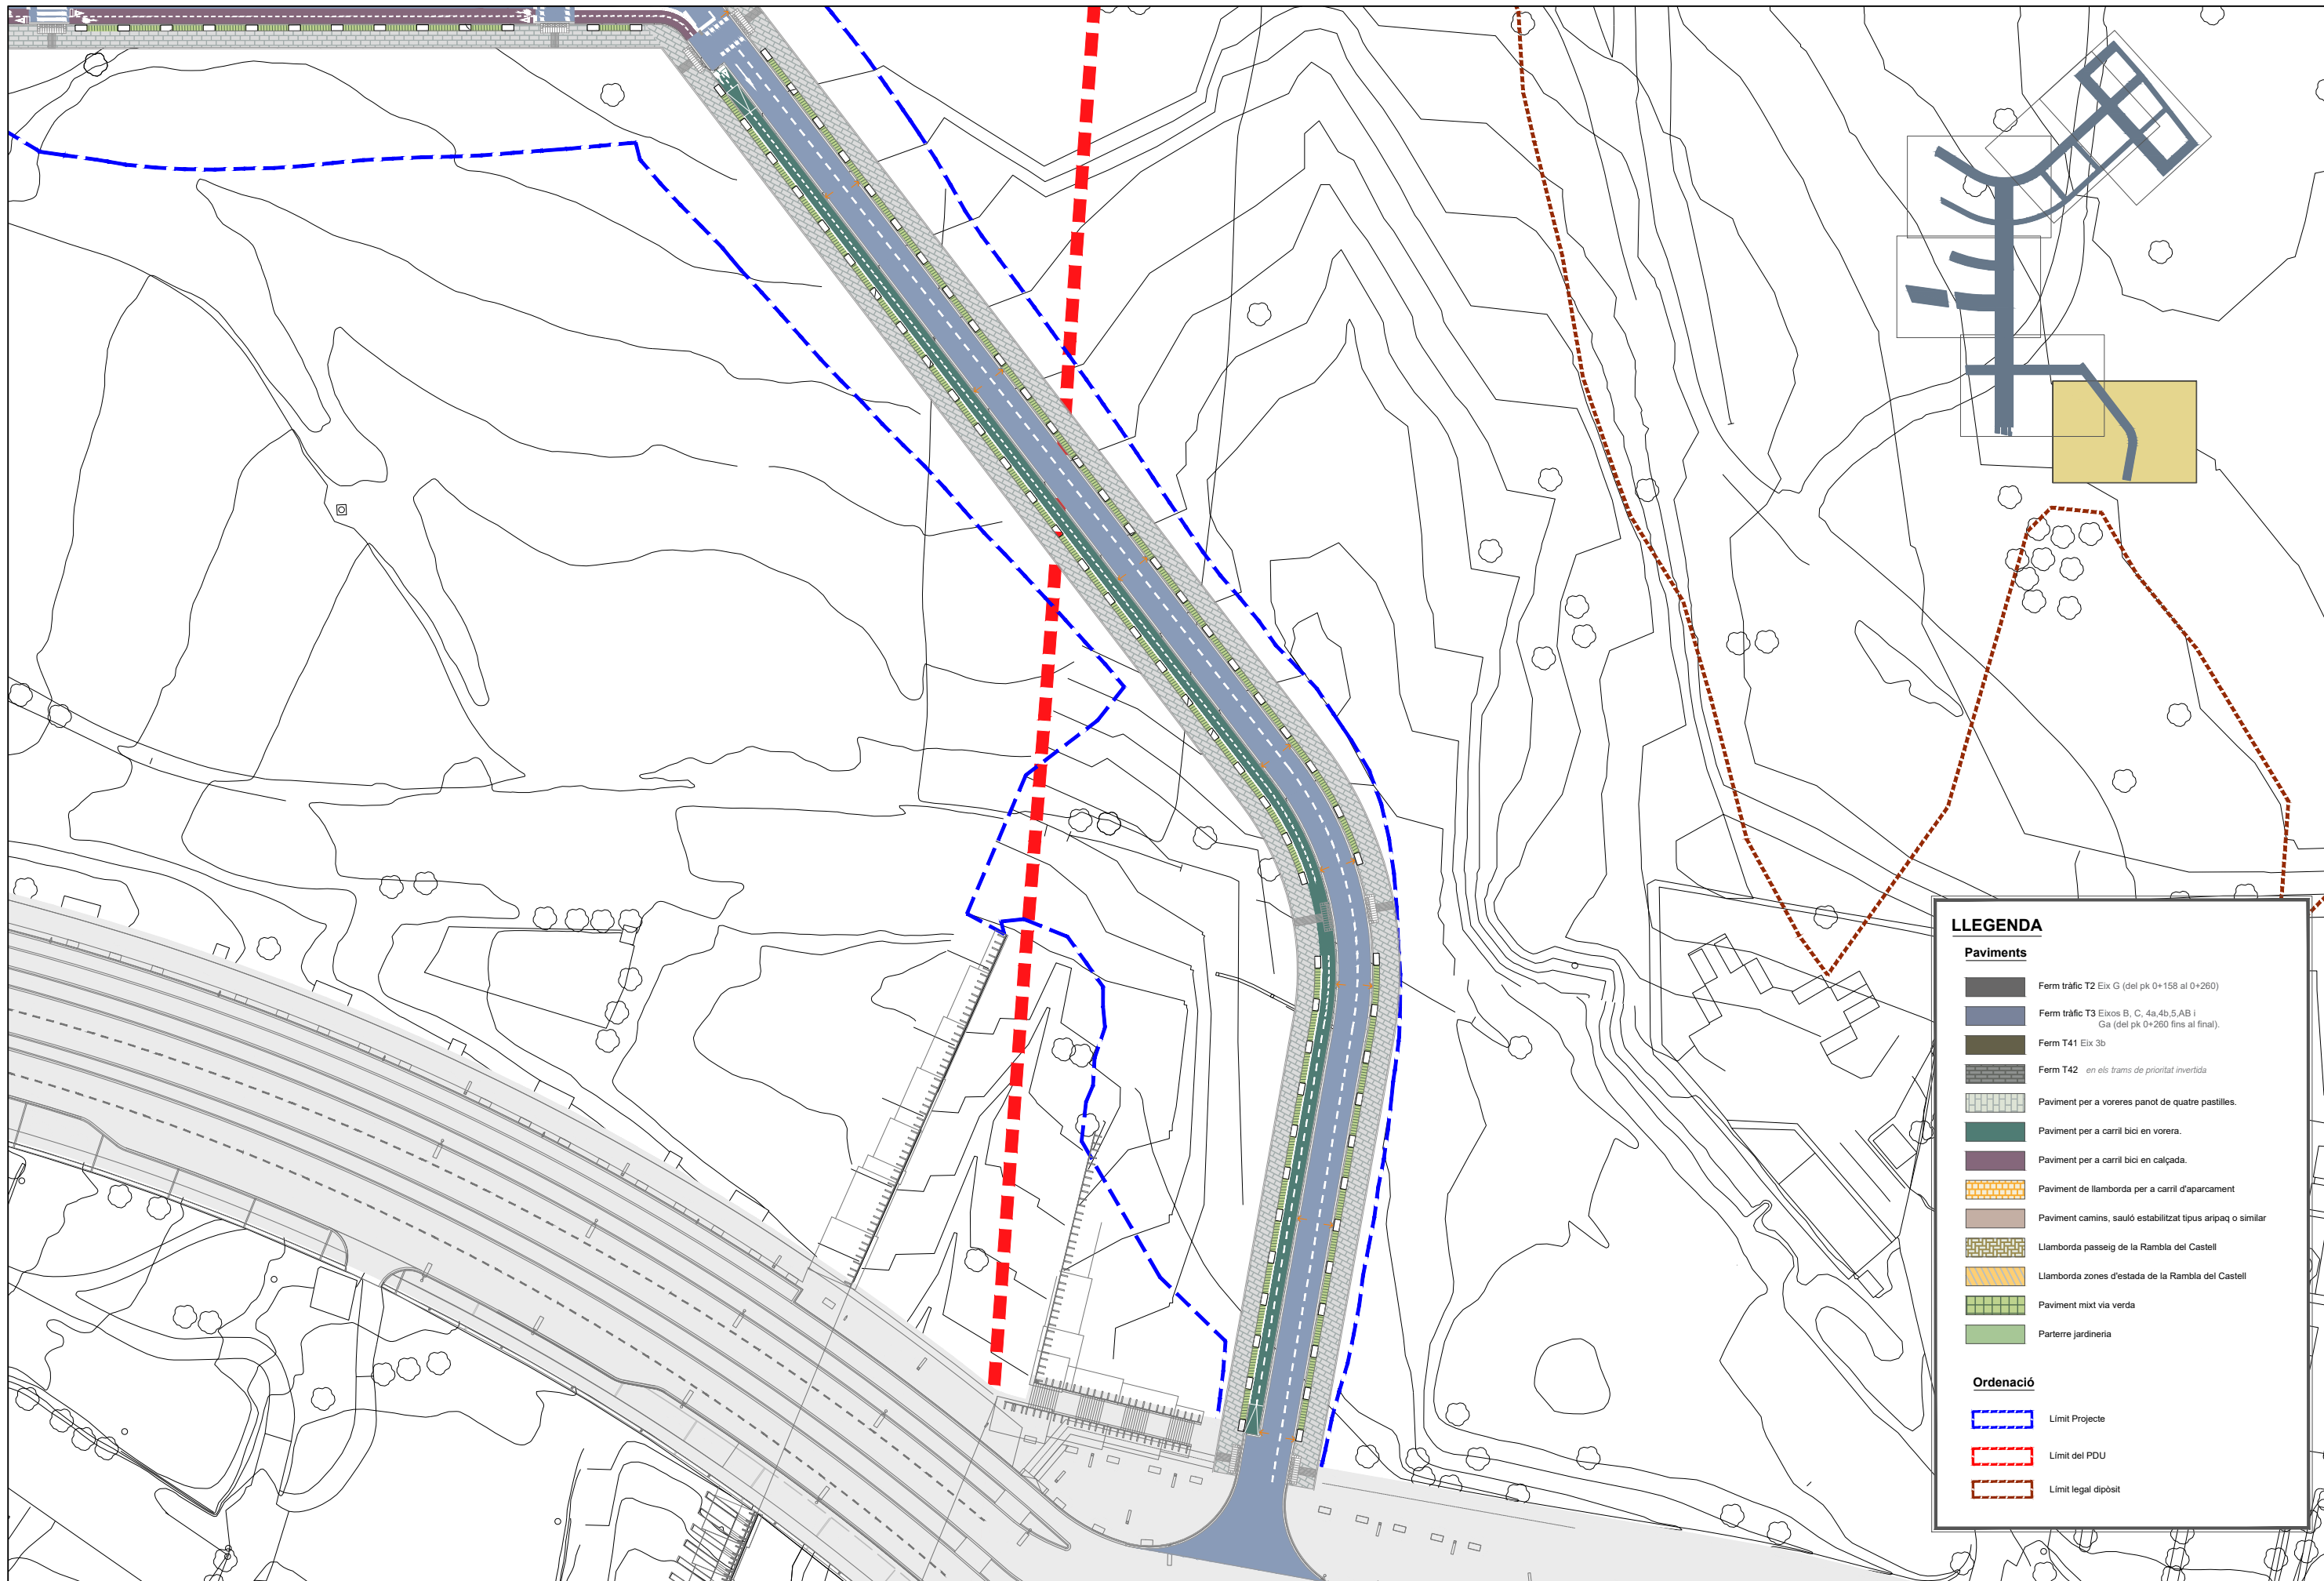 LLEGENDA
Paviments
Ferm tràfic T2 Eix G (del pk 0+158 al 0+260)
Ferm tràfic T3 Eixos B, C, 4a,4b,5,AB i
Ga (del pk 0+260 fins al final).
Ferm T41 Eix 3b
Ferm T42 en els trams de prioritat invertida
Paviment per a voreres panot de quatre pastilles.
Paviment per a carril bici en vorera.
Paviment per a carril bici en calçada.
Paviment de llamborda per a carril d'aparcament
Paviment camins, sauló estabilitzat tipus aripaq o similar
Llamborda passeig de la Rambla del Castell
Llamborda zones d'estada de la Rambla del Castell
Paviment mixt via verda
Parterre jardineria
Ordenació
Límit Projecte
Límit del PDU
Límit legal dipòsit